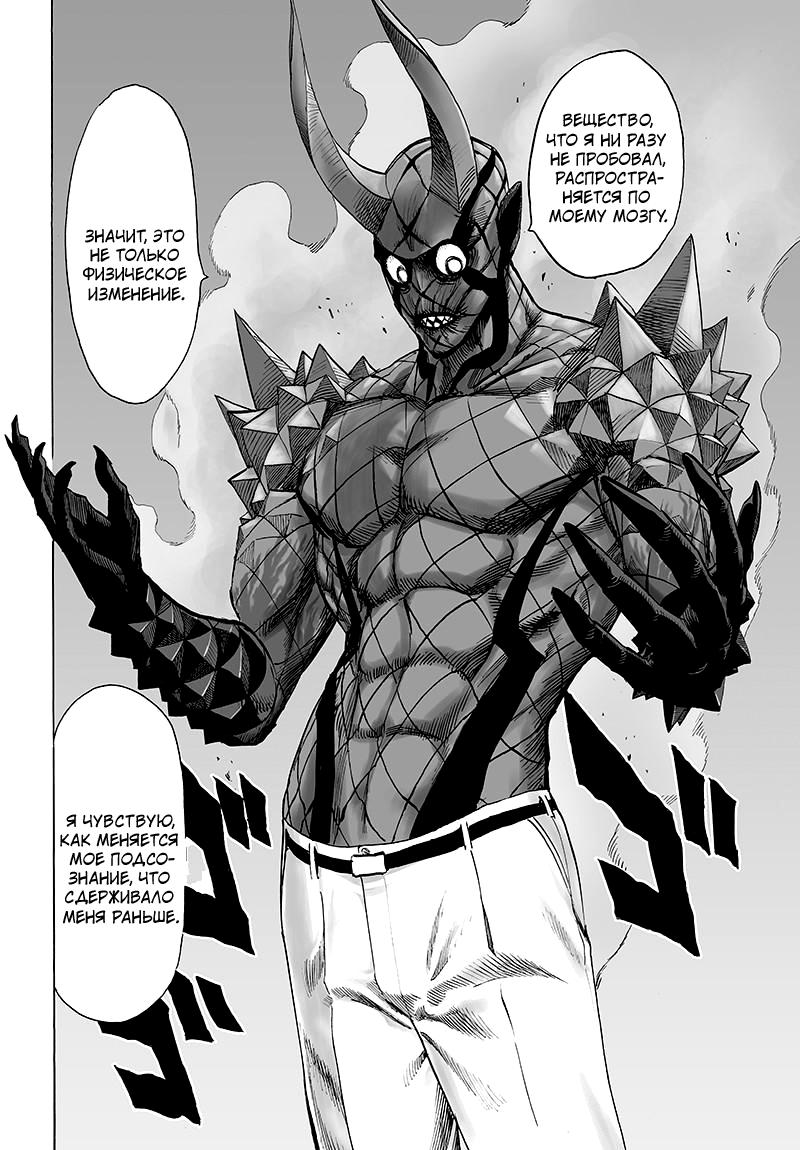 ВЕЩЕСТВО,
ЧТО Я НИ РАЗУ
НЕ ПРОБОВАЛ,
РАСПРОСТРА-
НЯЕТСЯ ПО
МОЕМУ МОЗГУ.
ЗНАЧИТ, ЭТО
НЕ ТОЛЬКО
ФИЗИЧЕСКОЕ
ИЗМЕНЕНИЕ.
Я ЧУВСТВУЮ,
КАК МЕНЯЕТСЯ
МОЕ ПОДСО-
ЗНАНИЕ, ЧТО
СДЕРЖИВАЛО
МЕНЯ РАНЬШЕ.
ゴゴ
ゴゴ